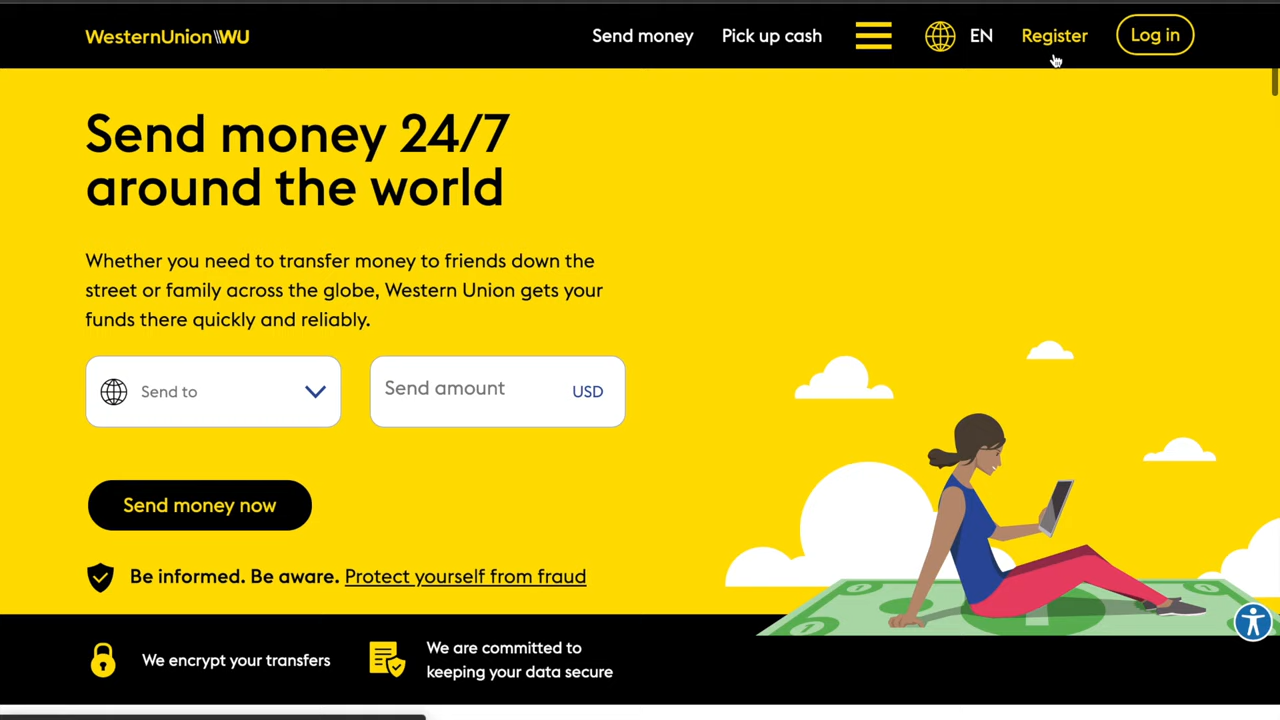 WesternUnion WU
Send money
Pick up cash
EN
Register
Log in
Send money 24/7
around the world
Whether you need to transfer money to friends down the
street or family across the globe, Western Union gets your
funds there quickly and reliably.
Send to
Send amount
USD
Send money now
Be informed. Be aware. Protect yourself from fraud
We encrypt your transfers
We are committed to
keeping your data secure